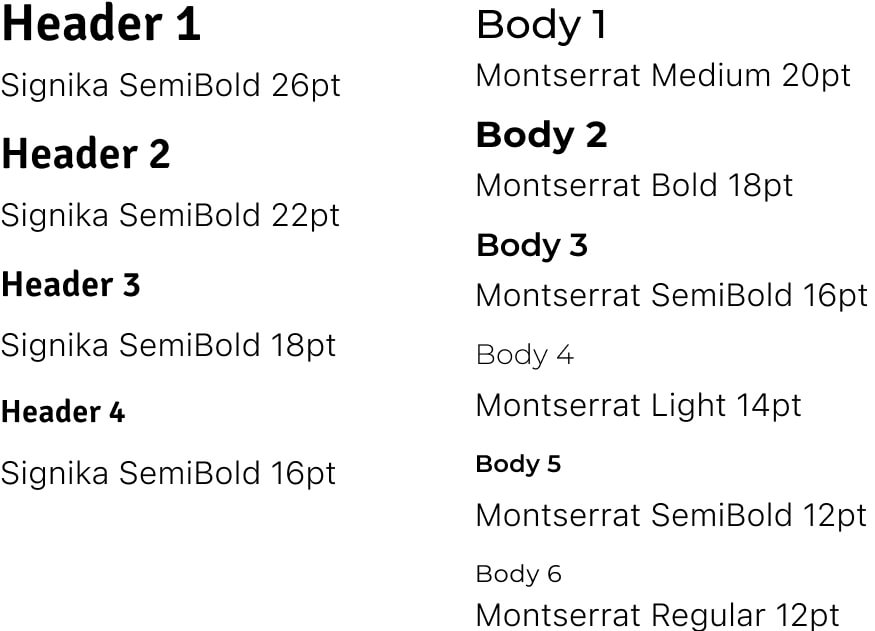 Header 1
Signika SemiBold 26pt
Header 2
Signika SemiBold 22pt
Header 3
Signika SemiBold 18pt
Header 4
Signika SemiBold 16pt
Body 1
Montserrat Medium 20pt
Body 2
Montserrat Bold 18pt
Body 3
Montserrat SemiBold 16pt
Body 4
Montserrat Light 14pt
Body 5
Montserrat SemiBold 12pt
Body 6
Montserrat Regular 12pt